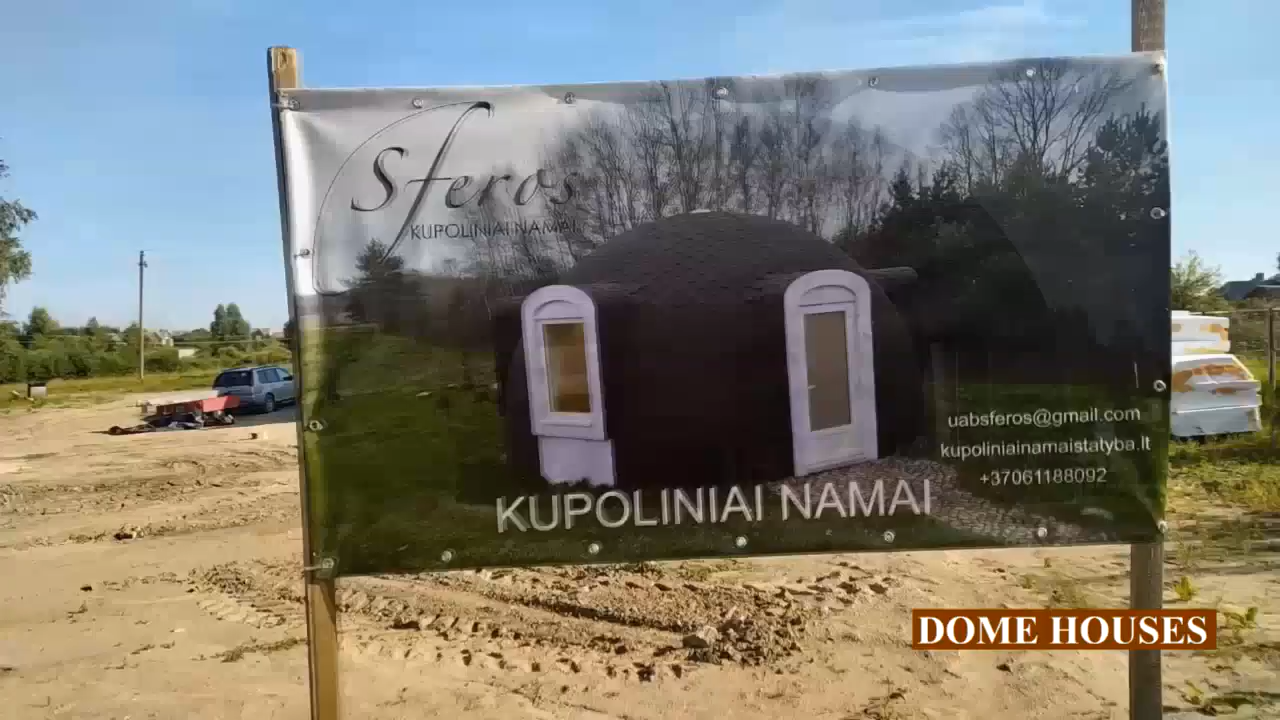 Sferos
KUPOLINIAI NAMAI
uabsferos@gmail.com
kupoliniainamaistatyba.lt
+37061188092
KUPOLINIAI NAMAI
DOME HOUSES